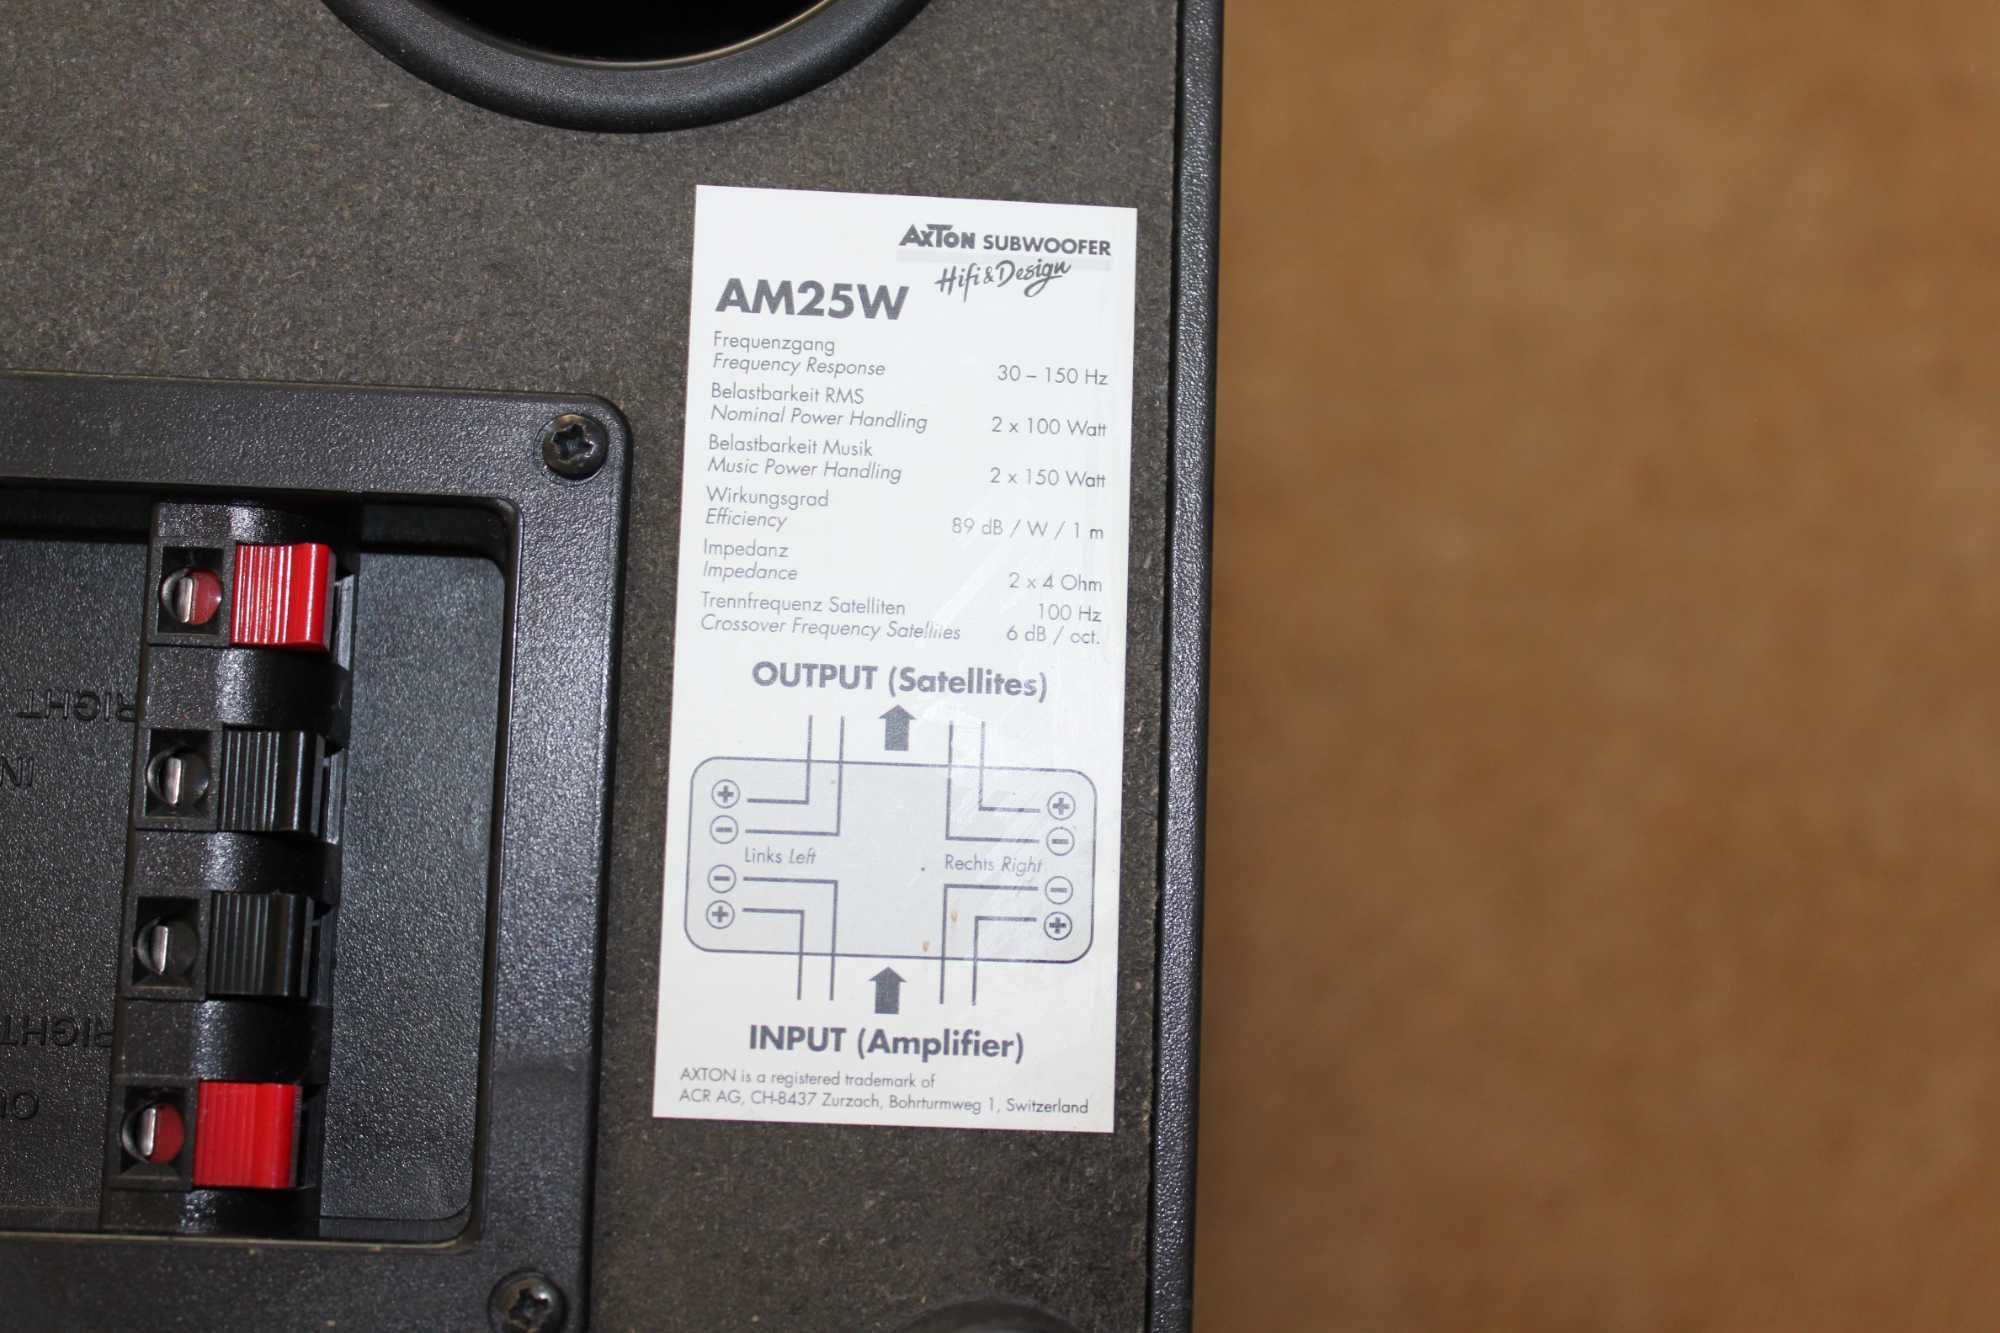 AXTON SUBWOOFER
Hifi & Design
AM25W
Frequenzgang
Frequency Response 30 – 150 Hz
Belastbarkeit RMS
Nominal Power Handling 2 x 100 Watt
Belastbarkeit Musik
Music Power Handling 2 x 150 Watt
Wirkungsgrad
Efficiency 89 dB / W / 1 m
Impedanz
Impedance 2 x 4 Ohm
Trennfrequenz Satelliten 100 Hz
Crossover Frequency Satellites 6 dB / oct.
OUTPUT (Satellites)
+ +
− −
Links Left Rechts Right
− −
+ +
INPUT (Amplifier)
AXTON is a registered trademark of
ACR AG, CH-8437 Zurzach, Bohrturmweg 1, Switzerland
RIGHT
IN
RIGHT